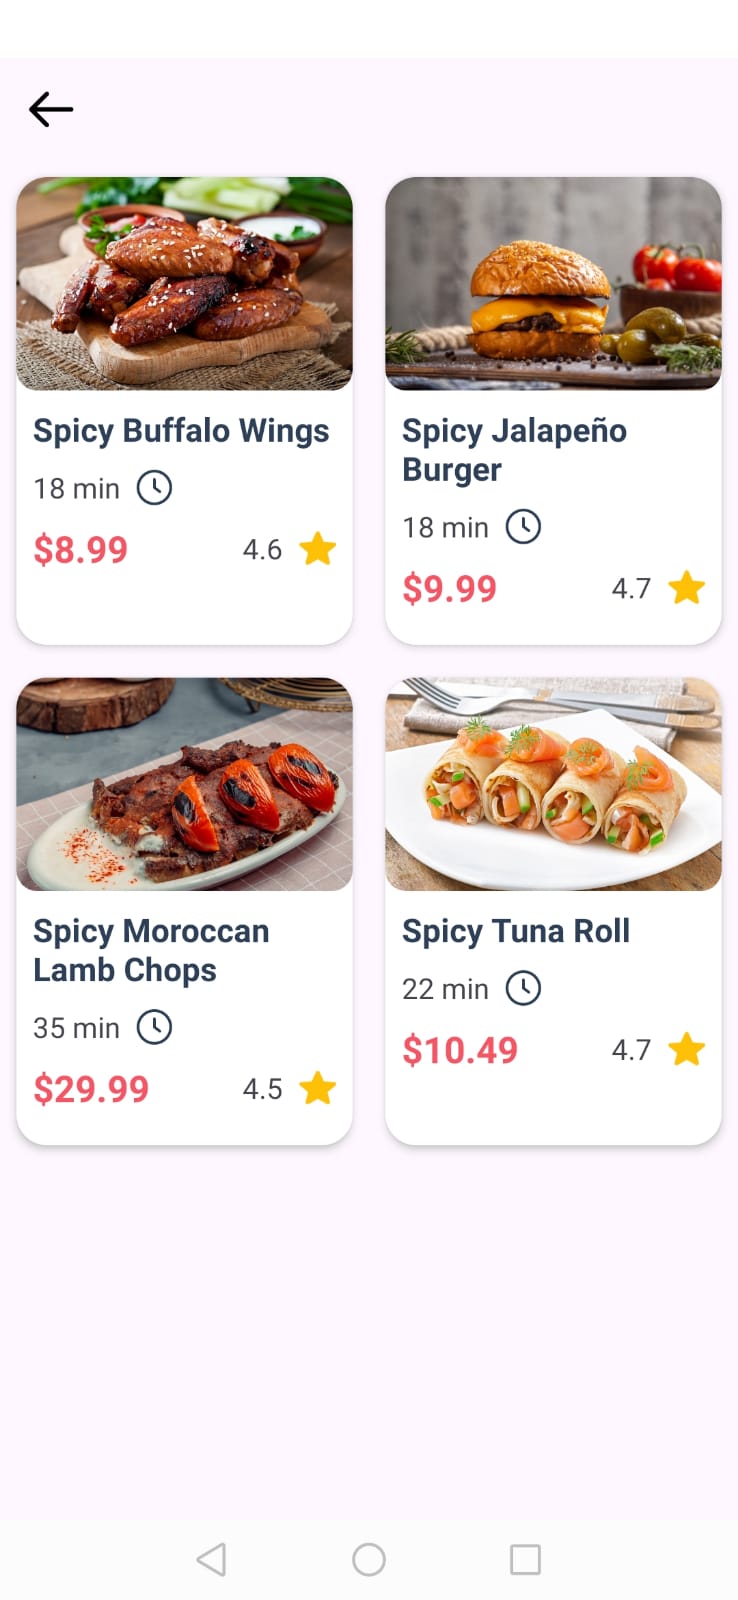 Spicy Buffalo Wings
18 min
$8.99 4.6
Spicy Jalapeño
Burger
18 min
$9.99 4.7
Spicy Moroccan
Lamb Chops
35 min
$29.99 4.5
Spicy Tuna Roll
22 min
$10.49 4.7